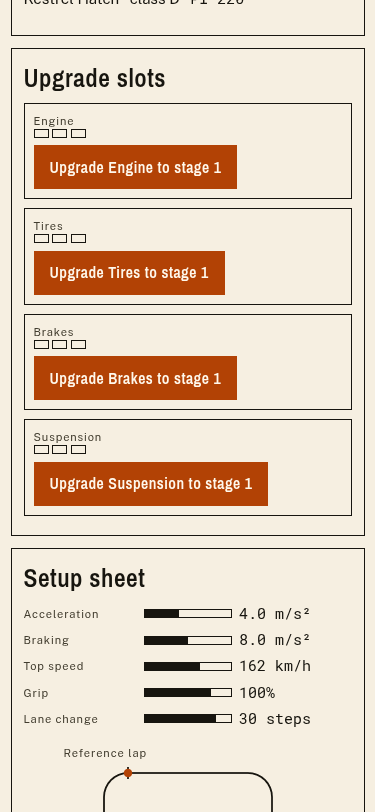 Upgrade slots
Engine
Upgrade Engine to stage 1
Tires
Upgrade Tires to stage 1
Brakes
Upgrade Brakes to stage 1
Suspension
Upgrade Suspension to stage 1
Setup sheet
Acceleration 4.0 m/s²
Braking 8.0 m/s²
Top speed 162 km/h
Grip 100%
Lane change 30 steps
Reference lap